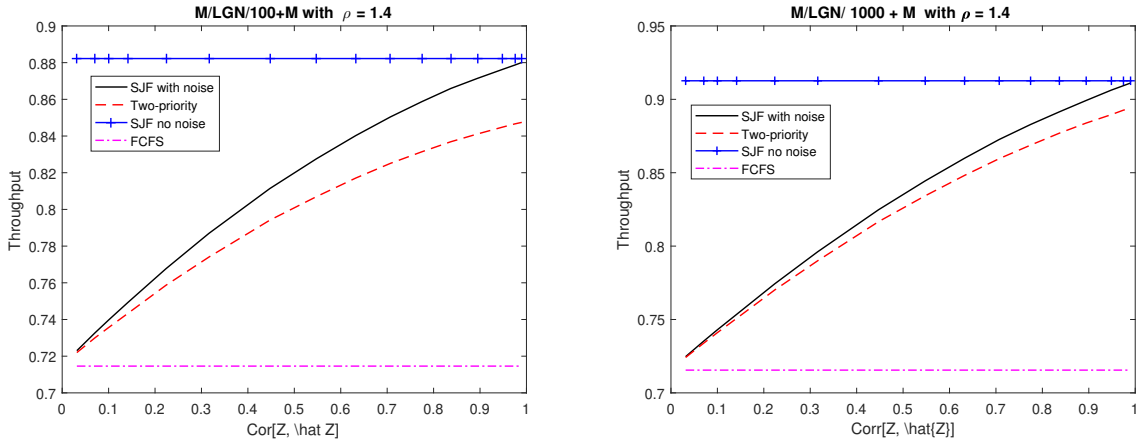 M/LGN/100+M with ρ = 1.4
0.9
0.88
0.86
0.84
0.82
0.8
0.78
0.76
0.74
0.72
0.7
Throughput
SJF with noise
Two-priority
SJF no noise
FCFS
0 0.1 0.2 0.3 0.4 0.5 0.6 0.7 0.8 0.9 1
Cor[Z, \hat Z]
M/LGN/ 1000 + M with ρ = 1.4
0.95
0.9
0.85
0.8
0.75
0.7
Throughput
SJF with noise
Two-priority
SJF no noise
FCFS
0 0.1 0.2 0.3 0.4 0.5 0.6 0.7 0.8 0.9 1
Corr[Z, \hat{Z}]